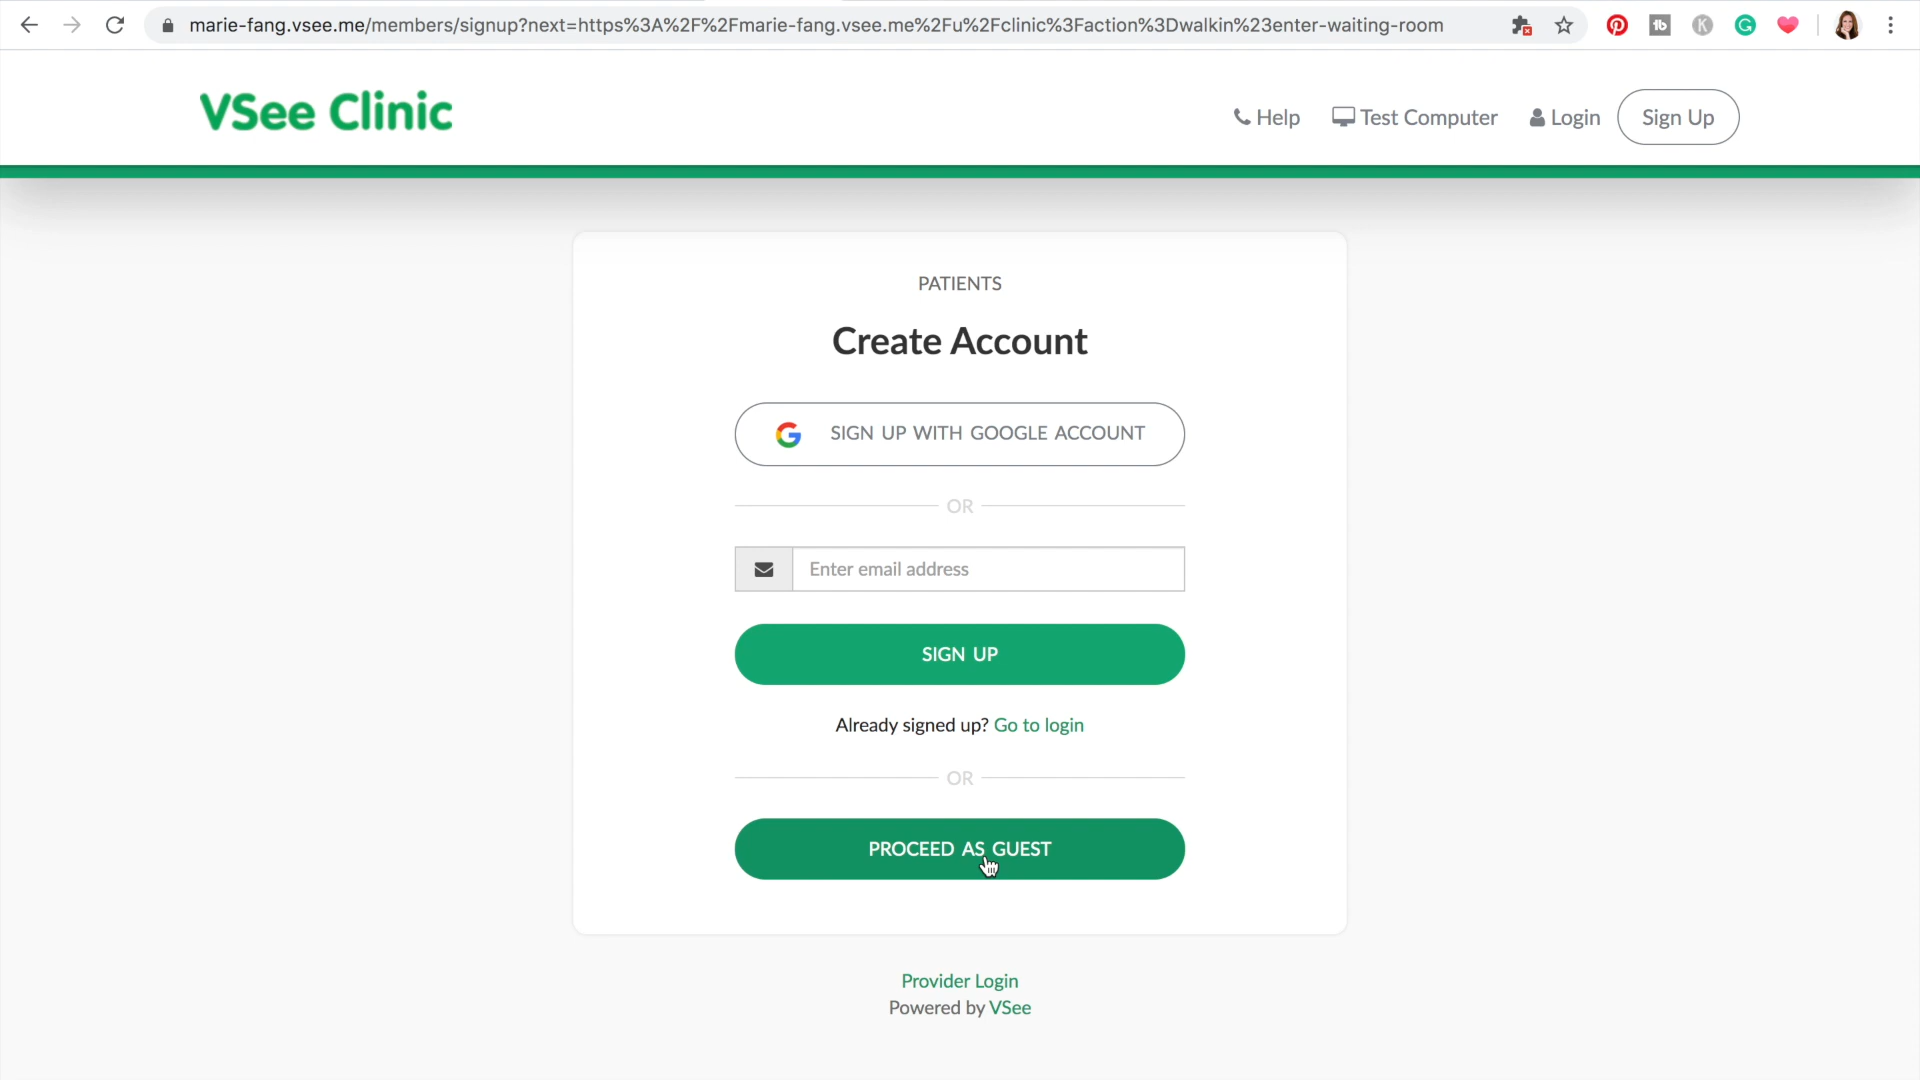 marie-fang.vsee.me/members/signup?next=https%3A%2F%2Fmarie-fang.vsee.me%2Fu%2Fclinic%3Faction%3Dwalkin%23enter-waiting-room
VSee Clinic
Help Test Computer Login Sign Up
PATIENTS
Create Account
SIGN UP WITH GOOGLE ACCOUNT
OR
Enter email address
SIGN UP
Already signed up? Go to login
OR
PROCEED AS GUEST
Provider Login
Powered by VSee